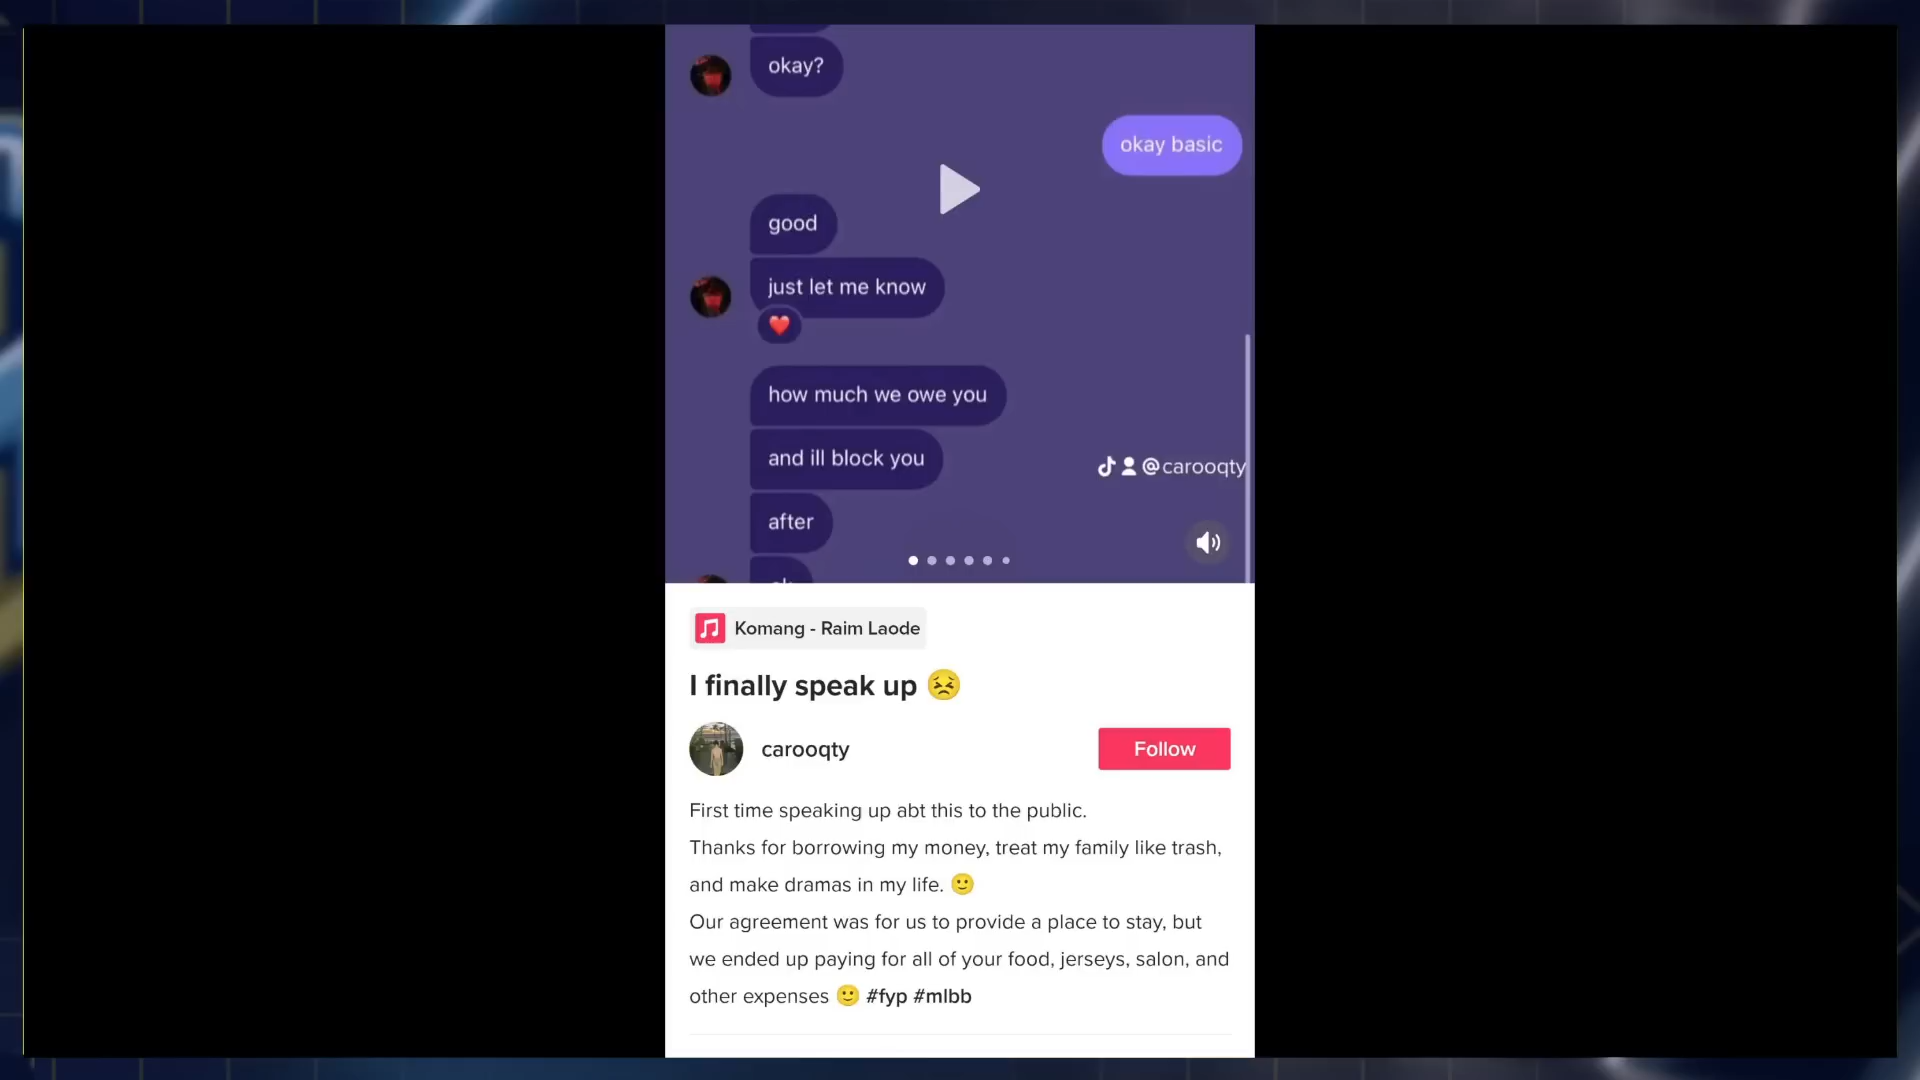 okay?
okay basic
good
just let me know
how much we owe you
and ill block you
@carooqty
after
Komang - Raim Laode
I finally speak up
carooqty
Follow
First time speaking up abt this to the public.
Thanks for borrowing my money, treat my family like trash,
and make dramas in my life.
Our agreement was for us to provide a place to stay, but
we ended up paying for all of your food, jerseys, salon, and
other expenses #fyp #mlbb